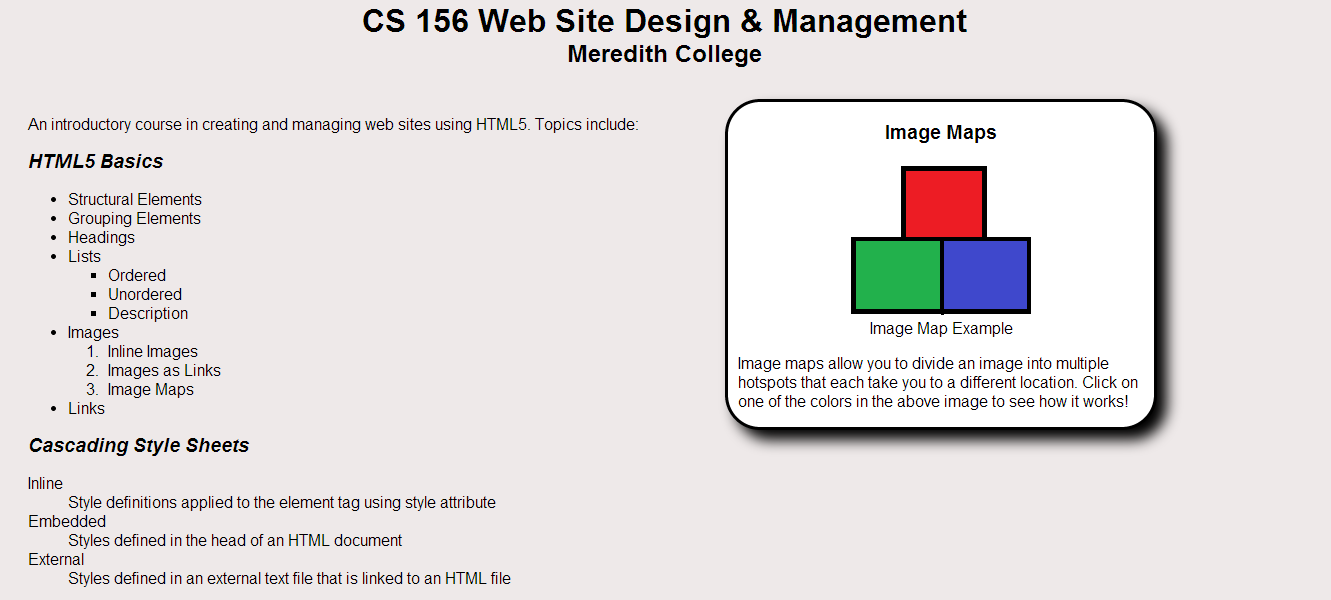 CS 156 Web Site Design & Management
Meredith College
An introductory course in creating and managing web sites using HTML5. Topics include:
HTML5 Basics
• Structural Elements
• Grouping Elements
• Headings
• Lists
▪ Ordered
▪ Unordered
▪ Description
• Images
1. Inline Images
2. Images as Links
3. Image Maps
• Links
Cascading Style Sheets
Inline
Style definitions applied to the element tag using style attribute
Embedded
Styles defined in the head of an HTML document
External
Styles defined in an external text file that is linked to an HTML file
Image Maps
Image Map Example
Image maps allow you to divide an image into multiple
hotspots that each take you to a different location. Click on
one of the colors in the above image to see how it works!